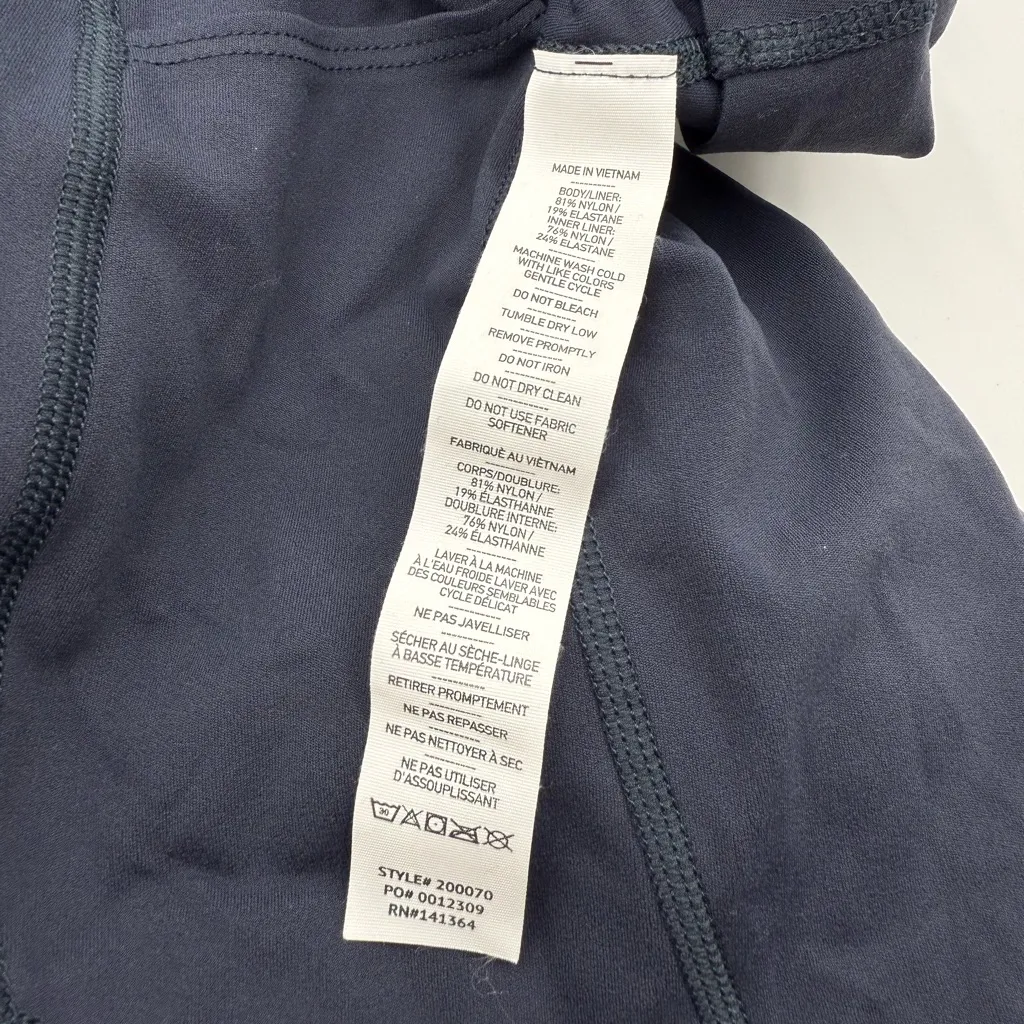 MADE IN VIETNAM
----------
BODY/LINER:
81% NYLON /
19% ELASTANE
INNER LINER:
76% NYLON /
24% ELASTANE
----------
MACHINE WASH COLD
WITH LIKE COLORS
GENTLE CYCLE
----------
DO NOT BLEACH
----------
TUMBLE DRY LOW
----------
REMOVE PROMPTLY
----------
DO NOT IRON
----------
DO NOT DRY CLEAN
----------
DO NOT USE FABRIC
SOFTENER
FABRIQUÈ AU VIÊTNAM
----------
CORPS/DOUBLURE:
81% NYLON /
19% ÉLASTHANNE
DOUBLURE INTERNE:
76% NYLON /
24% ÉLASTHANNE
----------
LAVER À LA MACHINE
À L'EAU FROIDE LAVER AVEC
DES COULEURS SEMBLABLES
CYCLE DÉLICAT
----------
NE PAS JAVELLISER
----------
SÉCHER AU SÈCHE-LINGE
À BASSE TEMPÉRATURE
----------
RETIRER PROMPTEMENT
----------
NE PAS REPASSER
----------
NE PAS NETTOYER À SEC
----------
NE PAS UTILISER
D'ASSOUPLISSANT
30
STYLE# 200070
PO# 0012309
RN#141364